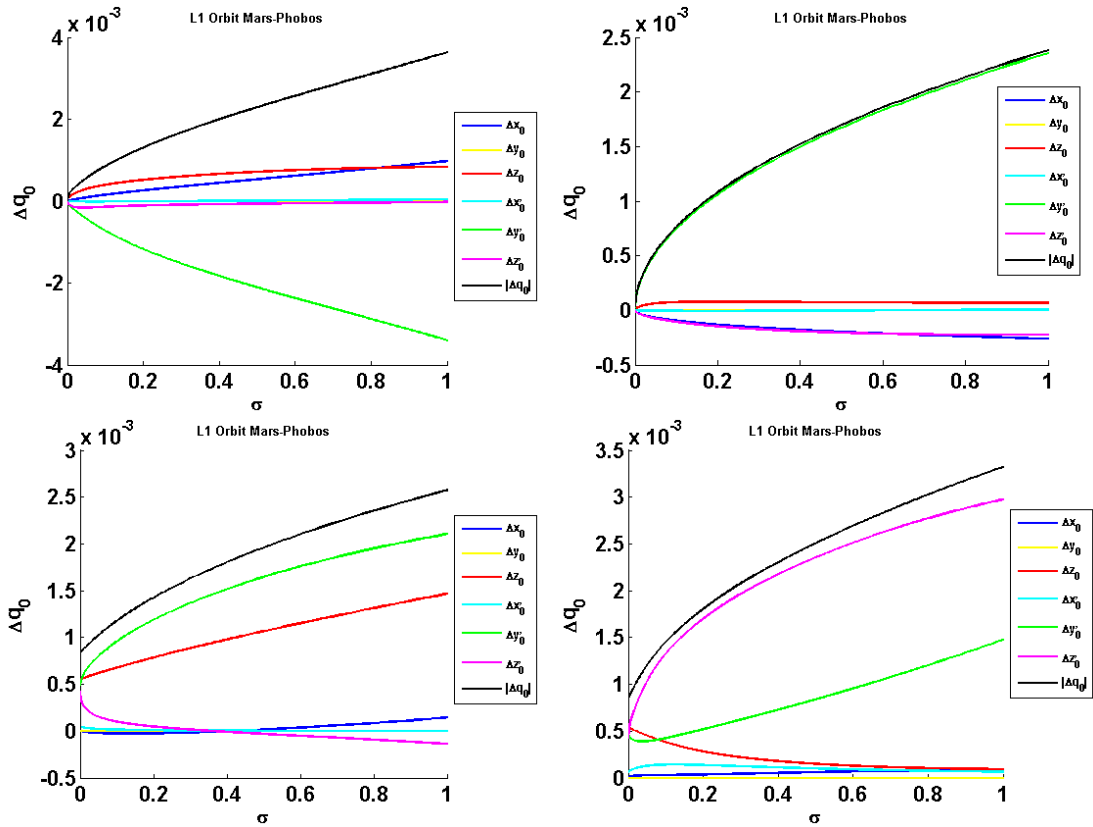 L1 Orbit Mars-Phobos
x 10⁻³
4
2
0
-2
-4
Δq₀
0 0.2 0.4 0.6 0.8 1
σ
Δx₀
Δy₀
Δz₀
Δx'₀
Δy'₀
Δz'₀
|Δq₀|
L1 Orbit Mars-Phobos
x 10⁻³
2.5
2
1.5
1
0.5
0
-0.5
Δq₀
0 0.2 0.4 0.6 0.8 1
σ
Δx₀
Δy₀
Δz₀
Δx'₀
Δy'₀
Δz'₀
|Δq₀|
L1 Orbit Mars-Phobos
x 10⁻³
3
2.5
2
1.5
1
0.5
0
-0.5
Δq₀
0 0.2 0.4 0.6 0.8 1
σ
Δx₀
Δy₀
Δz₀
Δx'₀
Δy'₀
Δz'₀
|Δq₀|
L1 Orbit Mars-Phobos
x 10⁻³
3.5
3
2.5
2
1.5
1
0.5
0
Δq₀
0 0.2 0.4 0.6 0.8 1
σ
Δx₀
Δy₀
Δz₀
Δx'₀
Δy'₀
Δz'₀
|Δq₀|